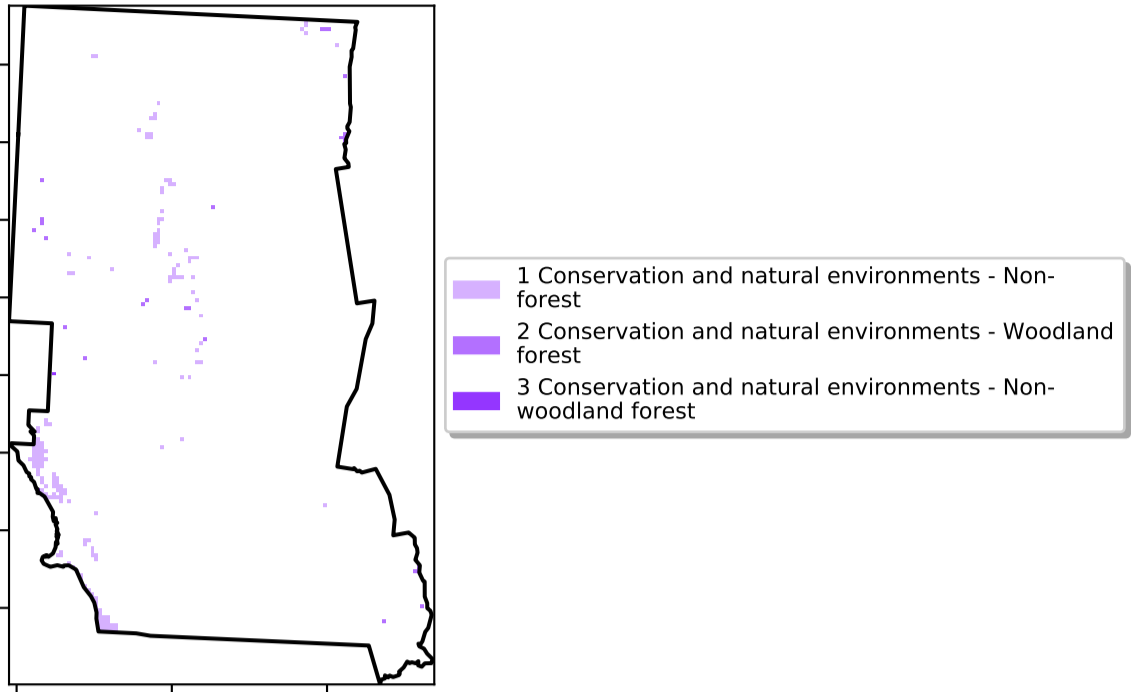 1 Conservation and natural environments - Non-
forest
2 Conservation and natural environments - Woodland
forest
3 Conservation and natural environments - Non-
woodland forest